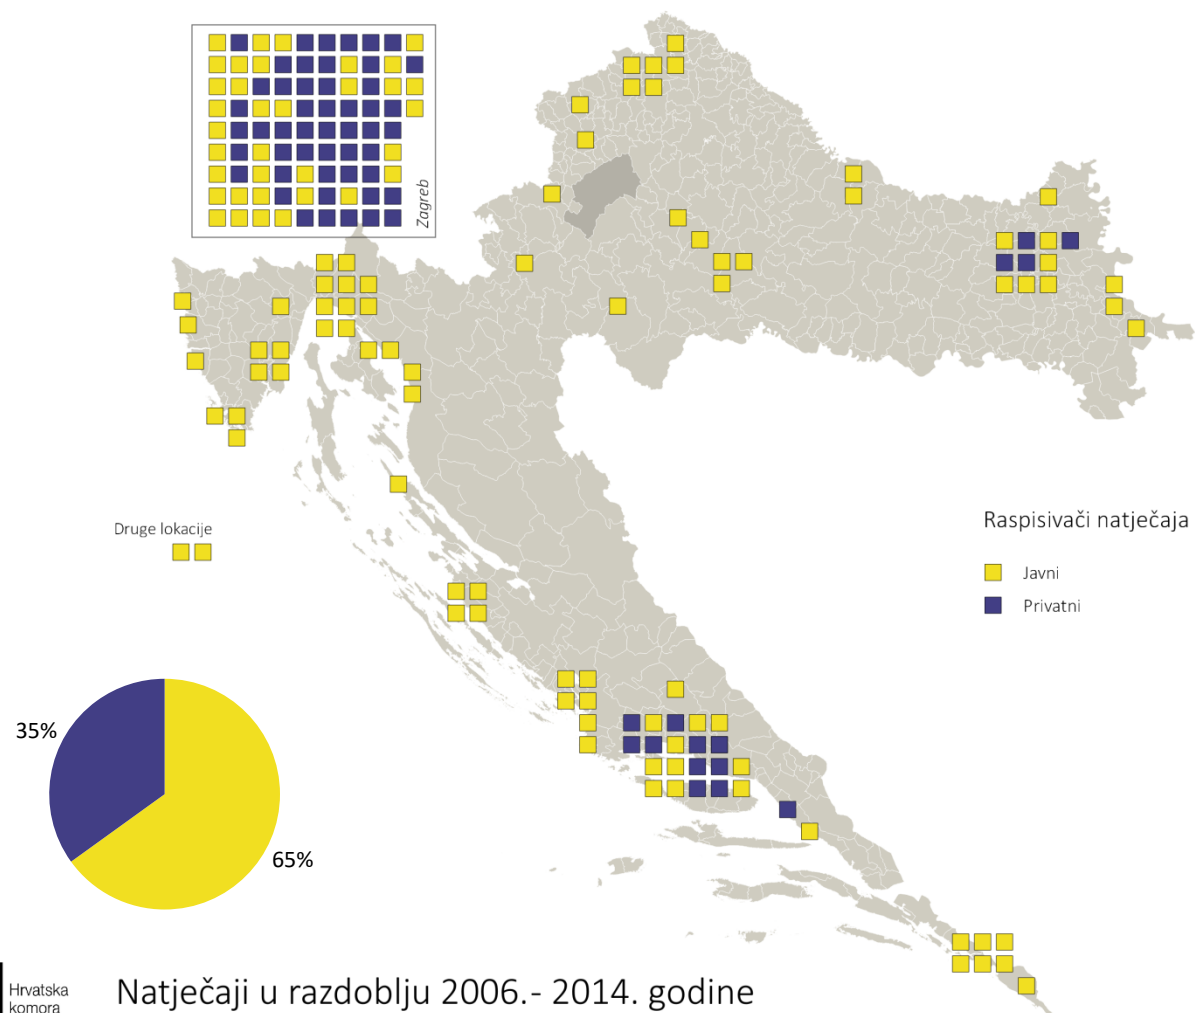 Zagreb
Druge lokacije
Raspisivači natječaja
Javni
Privatni
35%
65%
Hrvatska
komora
Natječaji u razdoblju 2006.- 2014. godine